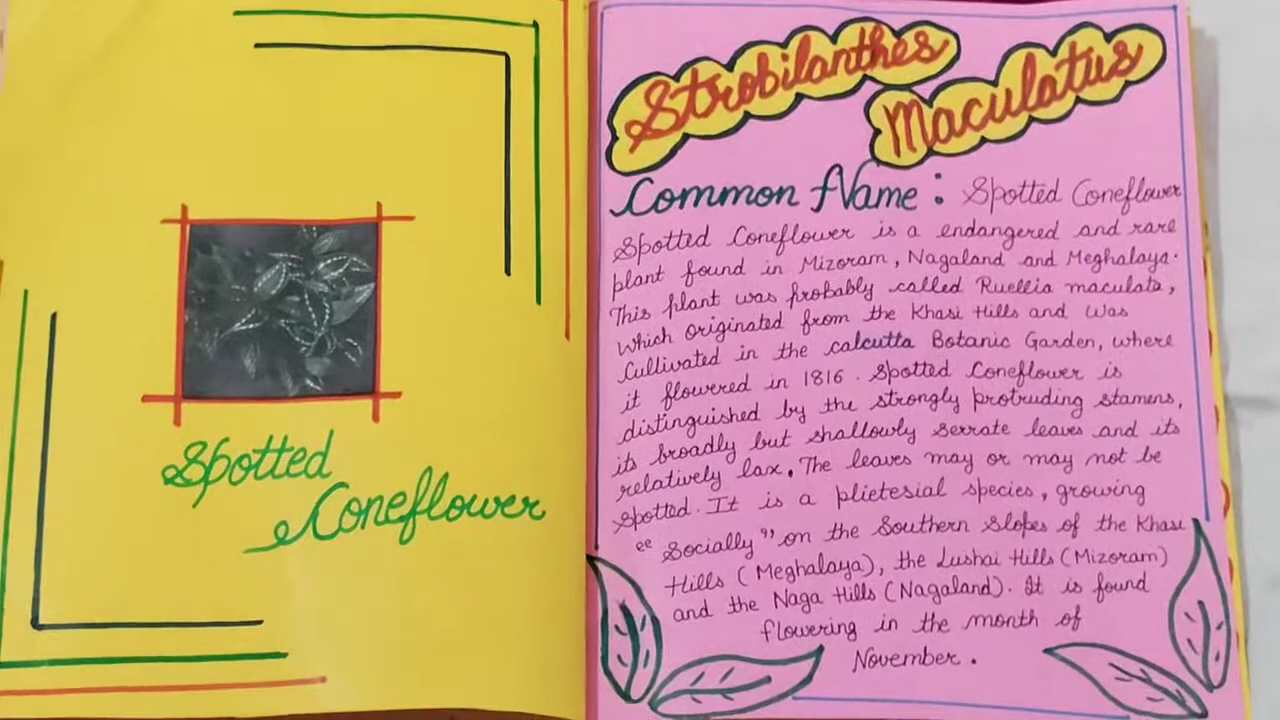 Spotted
Coneflower
Strobilanthes
Maculatus
Common Name : Spotted Coneflower
Spotted Coneflower is a endangered and rare
plant found in Mizoram, Nagaland and Meghalaya.
This plant was probably called Ruellia maculata,
which originated from the Khasi Hills and was
Cultivated in the calcutta Botanic Garden, where
it flowered in 1816. Spotted Coneflower is
distinguished by the strongly protruding stamens,
its broadly but shallowly serrate leaves and its
relatively lax. The leaves may or may not be
spotted. It is a plietesial species, growing
“ Socially ” on the Southern Slopes of the Khasi
Hills (Meghalaya), the Lushai Hills (Mizoram)
and the Naga Hills (Nagaland). It is found
flowering in the month of
November.